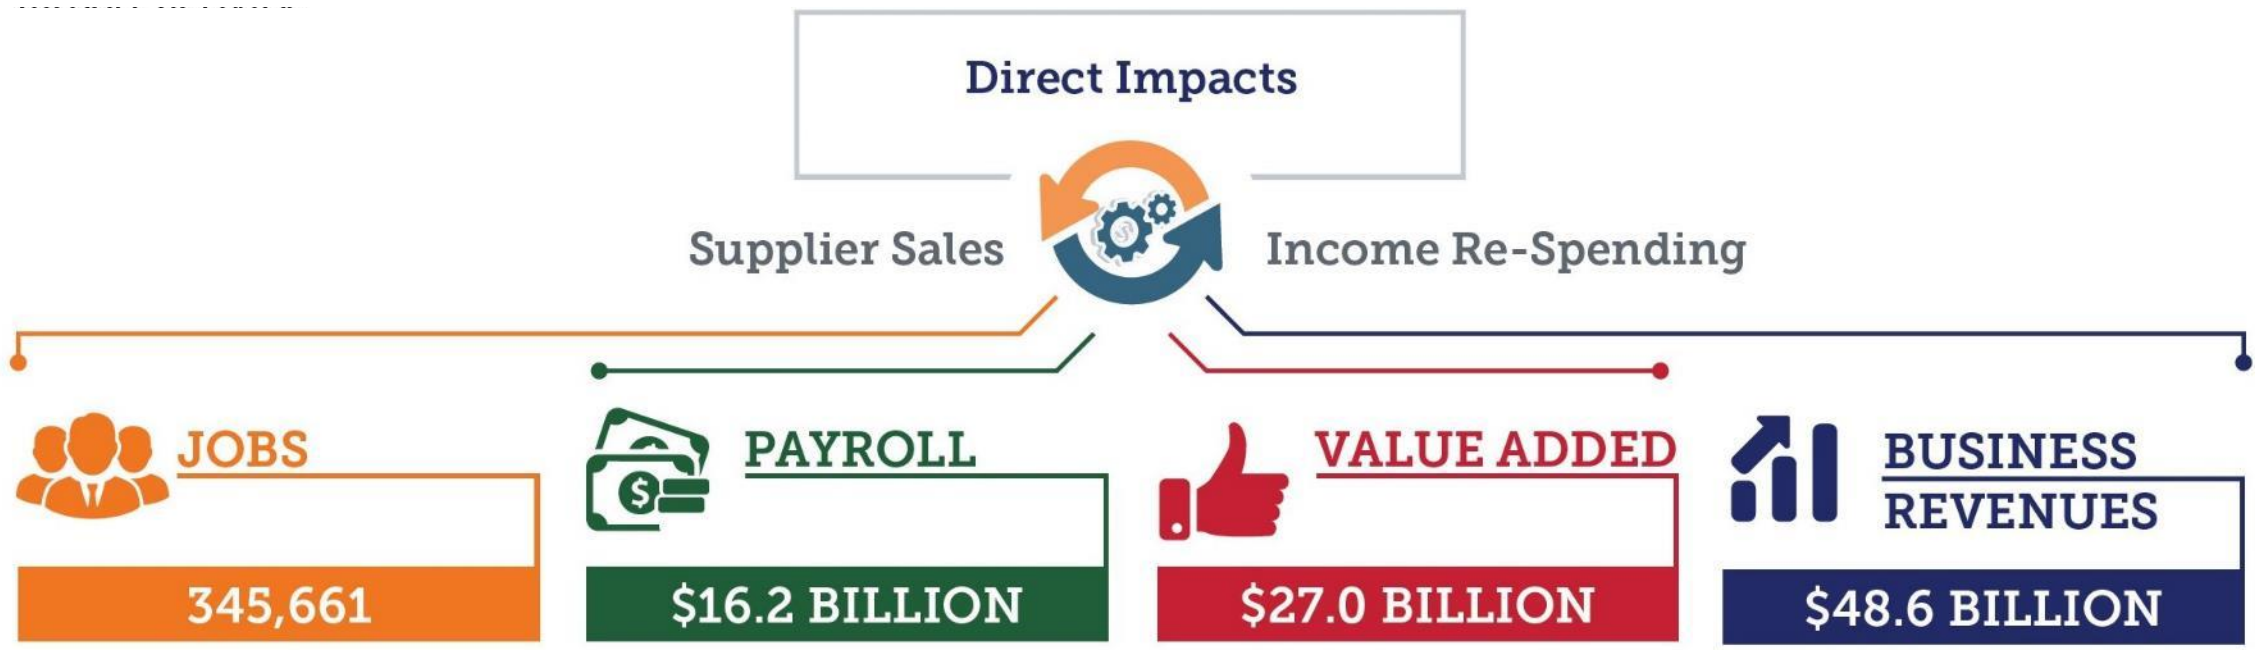 Direct Impacts
Supplier Sales
Income Re-Spending
JOBS
345,661
PAYROLL
$16.2 BILLION
VALUE ADDED
$27.0 BILLION
BUSINESS
REVENUES
$48.6 BILLION